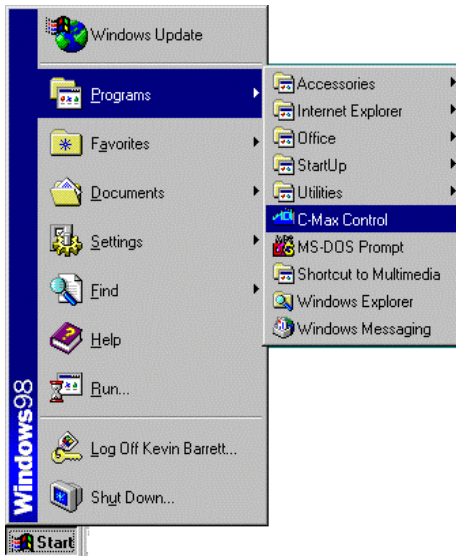 Windows Update
Programs
Favorites
Documents
Settings
Find
Help
Run...
Log Off Kevin Barrett...
Shut Down...
Windows98
Start
Accessories
Internet Explorer
Office
StartUp
Utilities
C-Max Control
MS-DOS Prompt
Shortcut to Multimedia
Windows Explorer
Windows Messaging